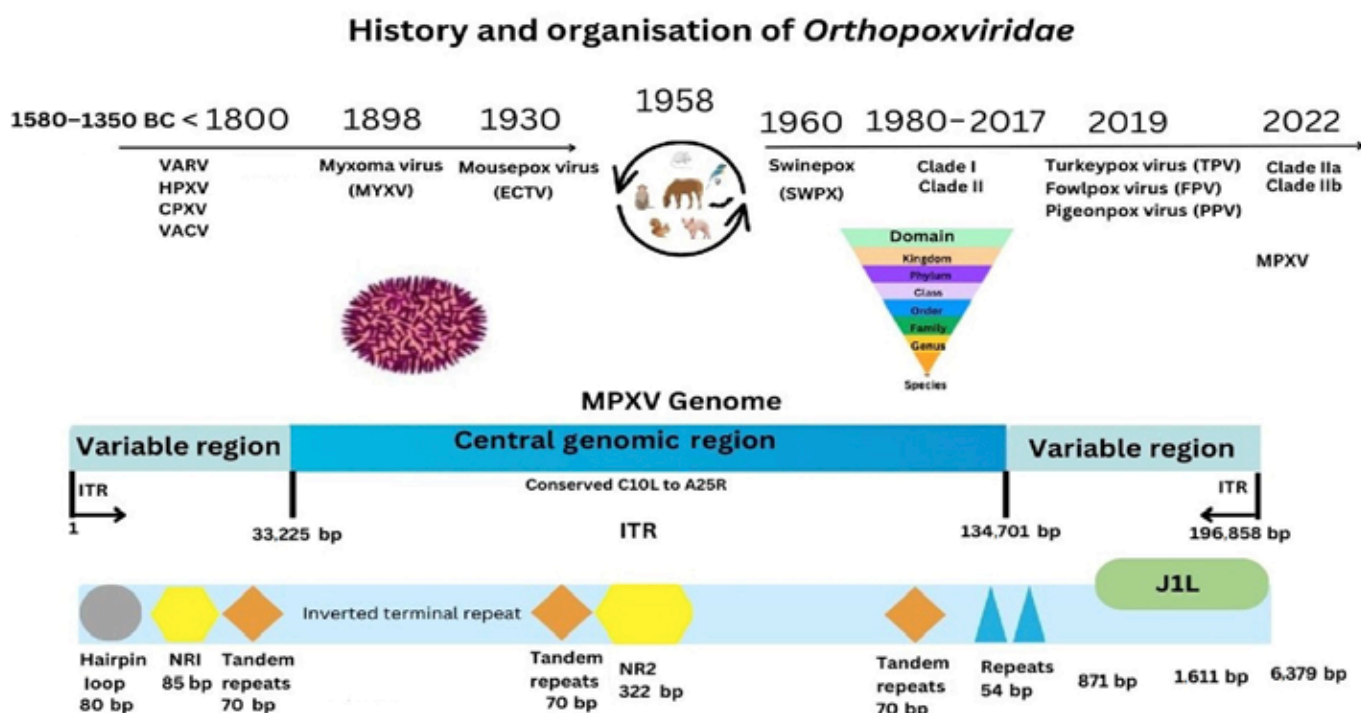 History and organisation of Orthopoxviridae
1580–1350 BC < 1800
1898
1930
1958
1960
1980–2017
2019
2022
VARV
HPXV
CPXV
VACV
Myxoma virus
(MYXV)
Mousepox virus
(ECTV)
Swinepox
(SWPX)
Clade I
Clade II
Turkeypox virus (TPV)
Fowlpox virus (FPV)
Pigeonpox virus (PPV)
Clade IIa
Clade IIb
MPXV
Domain
Kingdom
Phylum
Class
Order
Family
Genus
Species
MPXV Genome
Variable region
Central genomic region
Variable region
Conserved C10L to A25R
ITR
ITR
1
33,225 bp
ITR
134,701 bp
196,858 bp
J1L
Inverted terminal repeat
Hairpin
loop
80 bp
NRI
85 bp
Tandem
repeats
70 bp
Tandem
repeats
70 bp
NR2
322 bp
Tandem
repeats
70 bp
Repeats
54 bp
871 bp
1.611 bp
6,379 bp